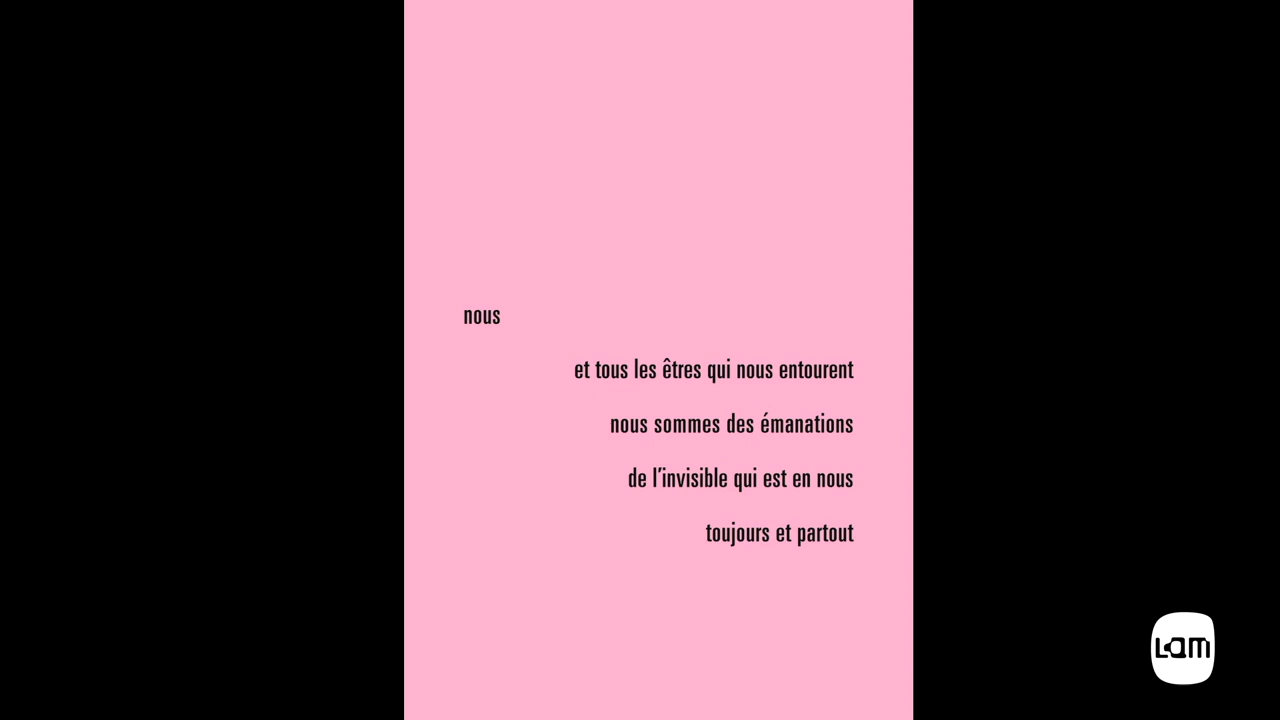 nous
et tous les êtres qui nous entourent
nous sommes des émanations
de l’invisible qui est en nous
toujours et partout
LaM